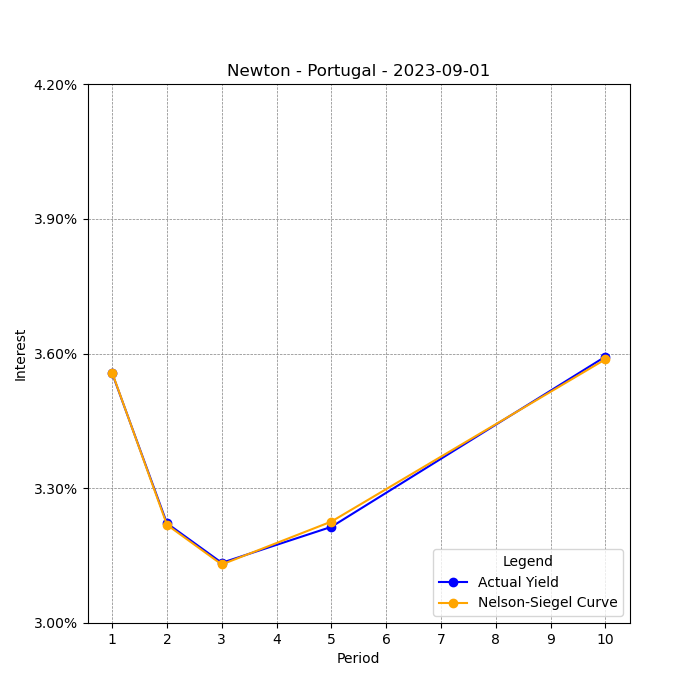 Newton - Portugal - 2023-09-01
4.20%
3.90%
3.60%
3.30%
3.00%
Interest
1 2 3 4 5 6 7 8 9 10
Period
Legend
Actual Yield
Nelson-Siegel Curve